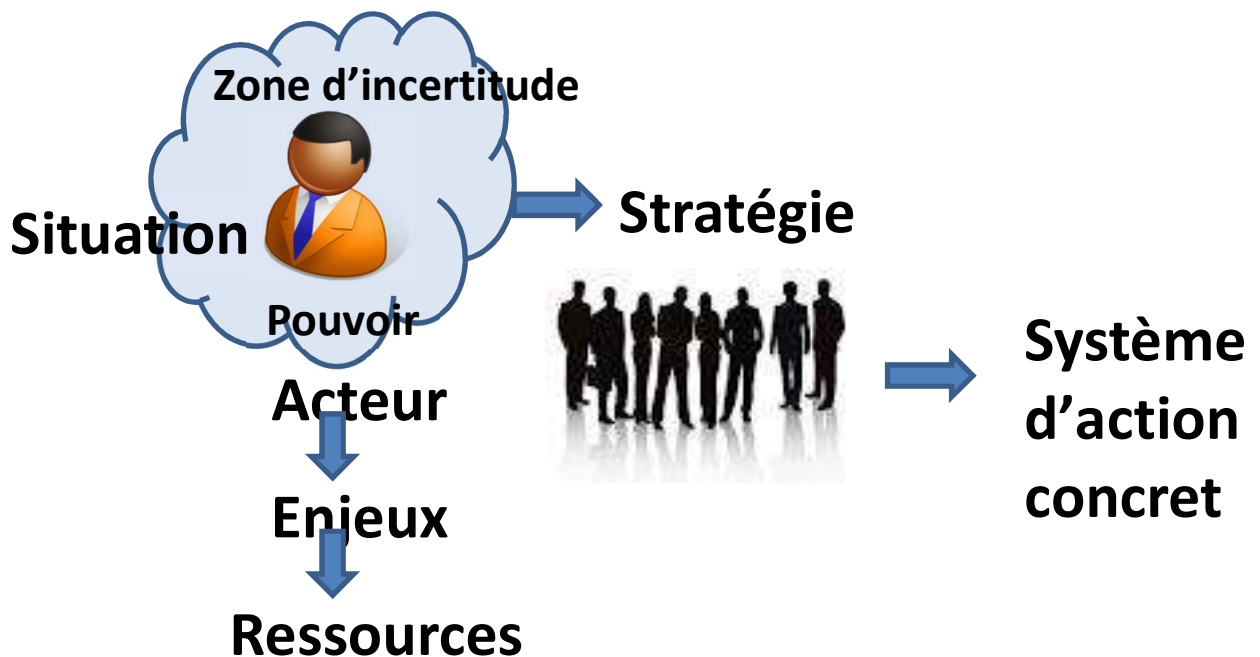 Zone d’incertitude
Situation
Stratégie
Pouvoir
Acteur
Enjeux
Ressources
Système
d’action
concret